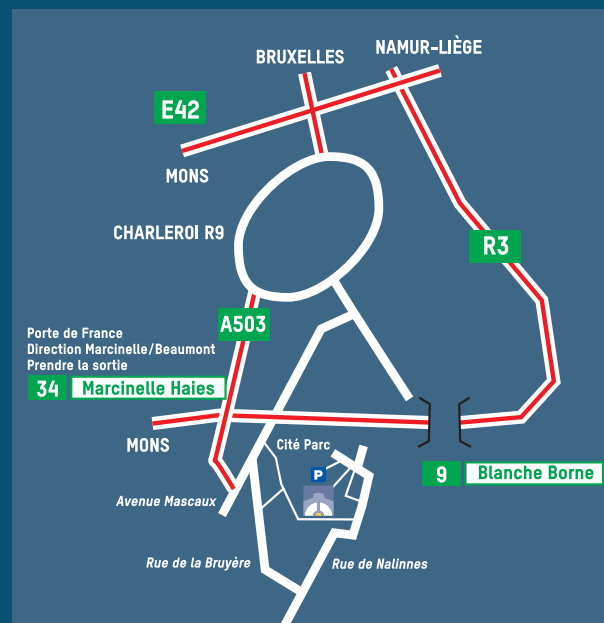 BRUXELLES
NAMUR-LIÈGE
E42
MONS
CHARLEROI R9
R3
A503
Porte de France
Direction Marcinelle/Beaumont
Prendre la sortie
34 Marcinelle Haies
MONS
Cité Parc
P
9 Blanche Borne
Avenue Mascaux
Rue de la Bruyère
Rue de Nalinnes